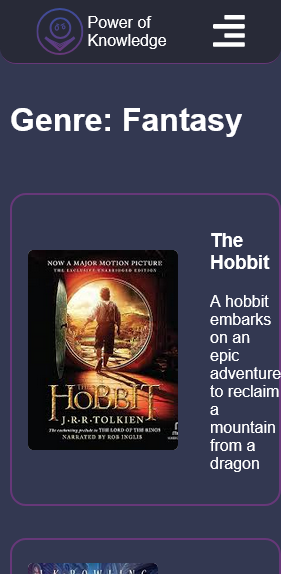 Power of
Knowledge
Genre: Fantasy
NOW A MAJOR MOTION PICTURE
THE EXCLUSIVE UNABRIDGED EDITION
THE
HOBBIT
J·R·R·TOLKIEN
The enchanting prelude to THE LORD OF THE RINGS
NARRATED BY ROB INGLIS
The
Hobbit
A hobbit
embarks
on an
epic
adventure
to reclaim
a
mountain
from a
dragon